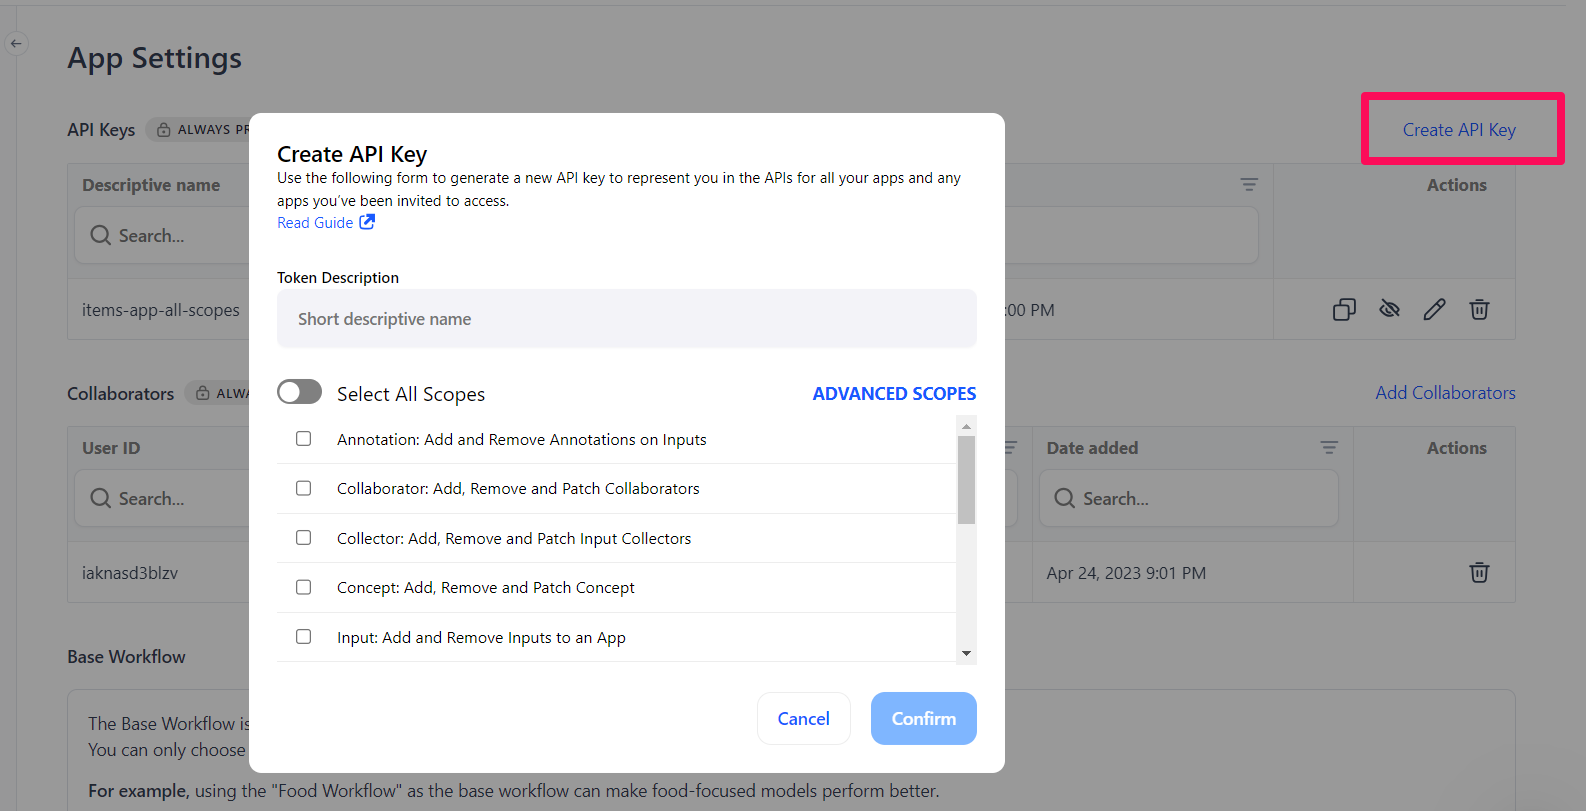 App Settings
API Keys
ALWAYS
Create API Key
Descriptive name
Actions
Search...
items-app-all-scopes
:00 PM
Create API Key
Use the following form to generate a new API key to represent you in the APIs for all your apps and any
apps you've been invited to access.
Read Guide
Token Description
Short descriptive name
Select All Scopes
ADVANCED SCOPES
Annotation: Add and Remove Annotations on Inputs
Collaborator: Add, Remove and Patch Collaborators
Collector: Add, Remove and Patch Input Collectors
Concept: Add, Remove and Patch Concept
Input: Add and Remove Inputs to an App
Cancel
Confirm
Collaborators
Add Collaborators
User ID
Date added
Actions
Search...
Search...
iaknasd3blzv
Apr 24, 2023 9:01 PM
Base Workflow
The Base Workflow is
You can only choose
For example, using the "Food Workflow" as the base workflow can make food-focused models perform better.